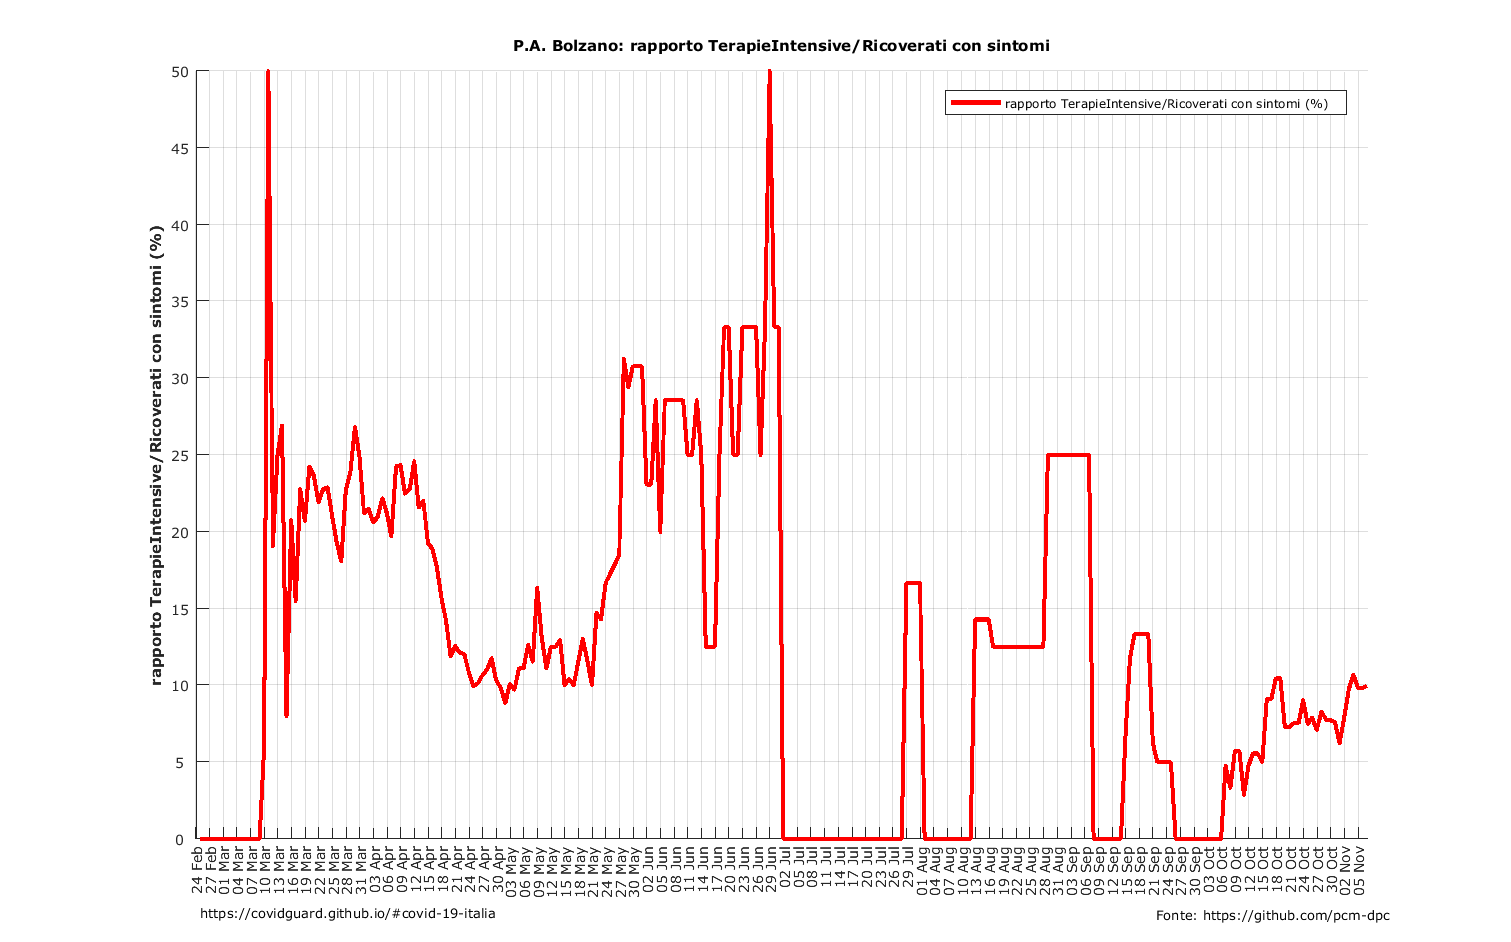 P.A. Bolzano: rapporto TerapieIntensive/Ricoverati con sintomi
rapporto TerapieIntensive/Ricoverati con sintomi (%)
rapporto TerapieIntensive/Ricoverati con sintomi (%)
50
45
40
35
30
25
20
15
10
5
0
24 Feb
27 Feb
01 Mar
04 Mar
07 Mar
10 Mar
13 Mar
16 Mar
19 Mar
22 Mar
25 Mar
28 Mar
31 Mar
03 Apr
06 Apr
09 Apr
12 Apr
15 Apr
18 Apr
21 Apr
24 Apr
27 Apr
30 Apr
03 May
06 May
09 May
12 May
15 May
18 May
21 May
24 May
27 May
30 May
02 Jun
05 Jun
08 Jun
11 Jun
14 Jun
17 Jun
20 Jun
23 Jun
26 Jun
29 Jun
02 Jul
05 Jul
08 Jul
11 Jul
14 Jul
17 Jul
20 Jul
23 Jul
26 Jul
29 Jul
01 Aug
04 Aug
07 Aug
10 Aug
13 Aug
16 Aug
19 Aug
22 Aug
25 Aug
28 Aug
31 Aug
03 Sep
06 Sep
09 Sep
12 Sep
15 Sep
18 Sep
21 Sep
24 Sep
27 Sep
30 Sep
03 Oct
06 Oct
09 Oct
12 Oct
15 Oct
18 Oct
21 Oct
24 Oct
27 Oct
30 Oct
02 Nov
05 Nov
https://covidguard.github.io/#covid-19-italia
Fonte: https://github.com/pcm-dpc